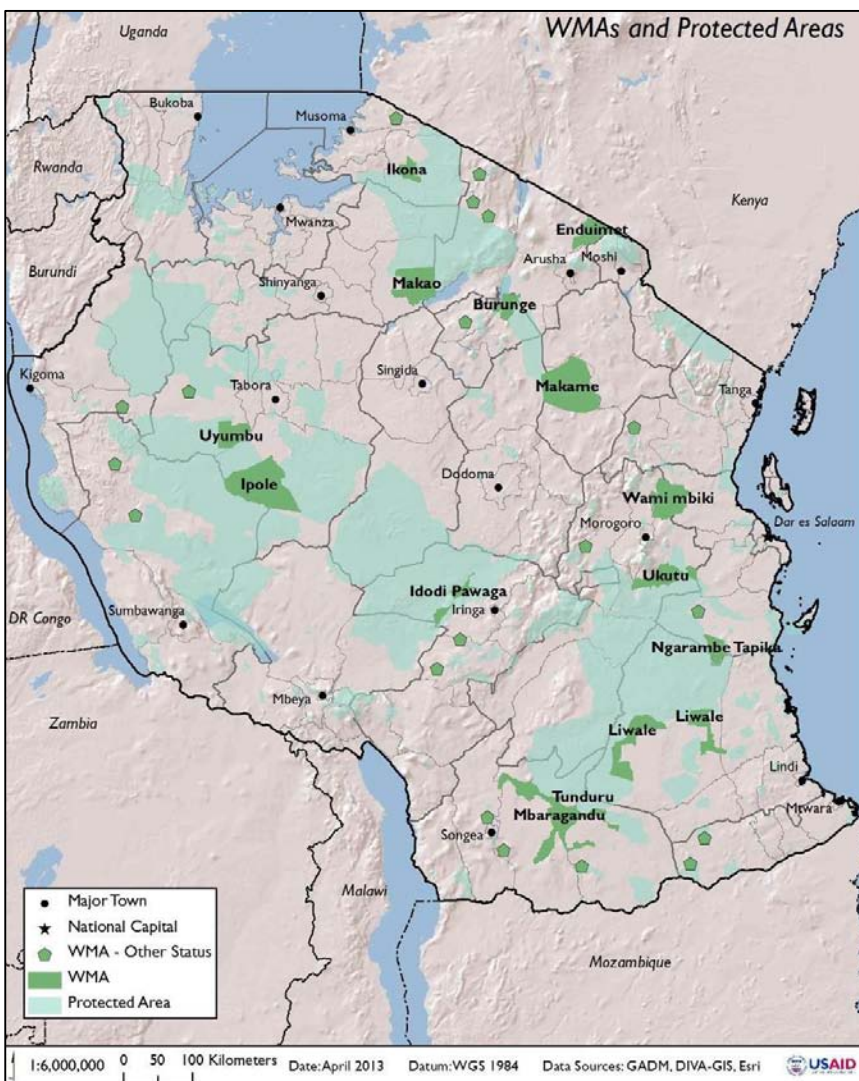 WMAs and Protected Areas
Uganda
Bukoba
Musoma
Ikona
Rwanda
Kenya
Mwanza
Enduimet
Burundi
Arusha
Moshi
Shinyanga
Makao
Burunge
Kigoma
Singida
Tabora
Makame
Tanga
Uyumbu
Ipole
Dodoma
Wami mbiki
Morogoro
Dar es Salaam
Ukutu
Idodi Pawaga
Iringa
DR Congo
Sumbawanga
Ngarambe Tapika
Mbeya
Zambia
Liwale
Liwale
Lindi
Tunduru
Mbaragandu
Mtwara
Songea
Malawi
Mozambique
Major Town
National Capital
WMA - Other Status
WMA
Protected Area
1:6,000,000 0 50 100 Kilometers Date:April 2013 Datum:WGS 1984 Data Sources: GADM, DIVA-GIS, Esri USAID